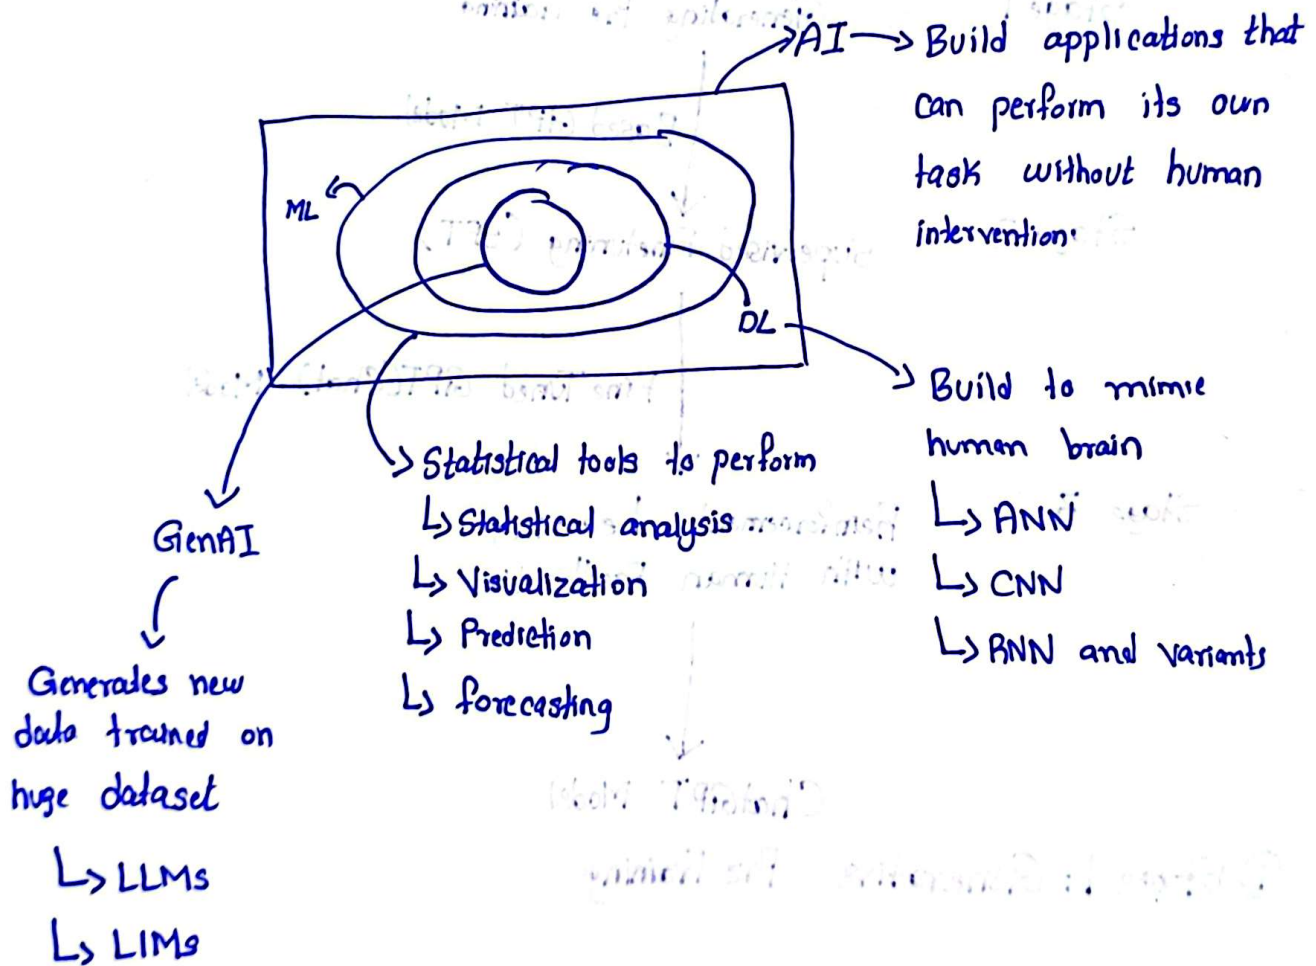 AI → Build applications that
can perform its own
task without human
intervention.
ML
DL
Build to mimic
human brain
↳ ANN
↳ CNN
↳ RNN and variants
Statistical tools to perform
↳ Statistical analysis
↳ Visualization
↳ Prediction
↳ forecasting
GenAI
Generates new
data trained on
huge dataset
↳ LLMs
↳ LIMs